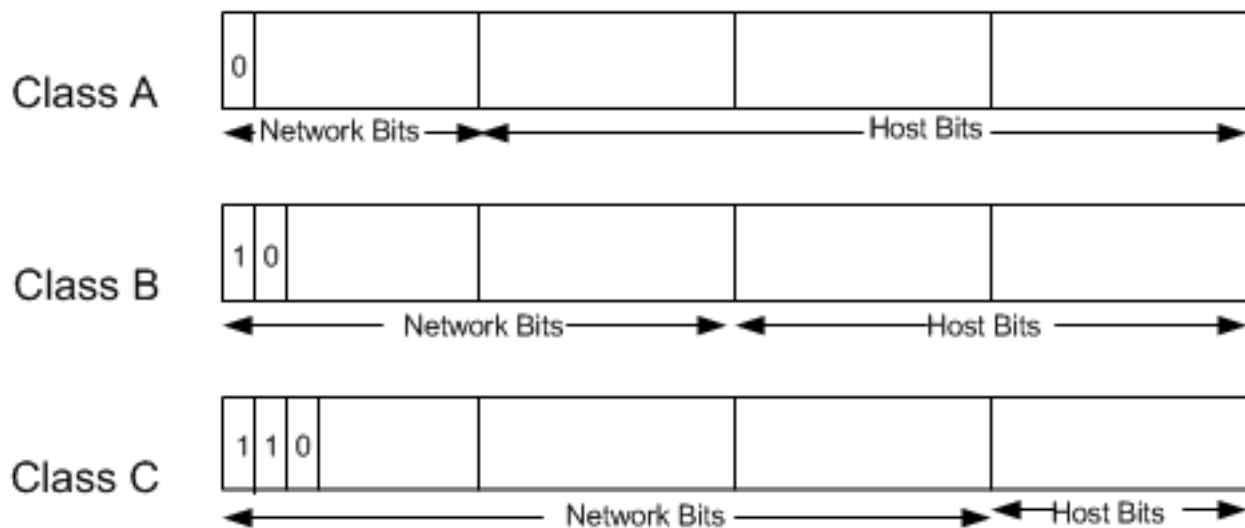 0
Class A
Network Bits Host Bits
1 0
Class B
Network Bits Host Bits
1 1 0
Class C
Network Bits Host Bits